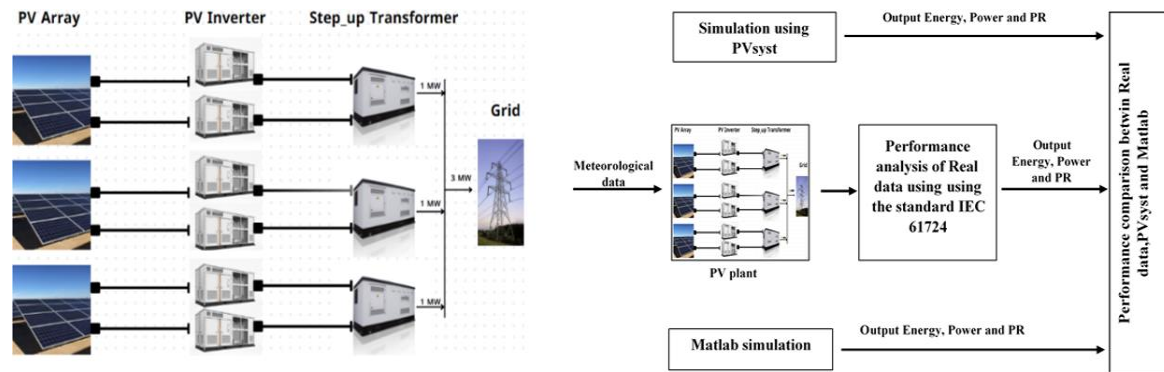 PV Array
PV Inverter
Step_up Transformer
1 MW
Grid
3 MW
1 MW
1 MW
Simulation using
PVsyst
Output Energy, Power and PR
Meteorological
data
PV Array
PV Inverter
Step_up Transformer
Grid
PV plant
Performance
analysis of Real
data using using
the standard IEC
61724
Output
Energy, Power
and PR
Matlab simulation
Output Energy, Power and PR
Performance comparison betwin Real
data,PVsyst and Matlab